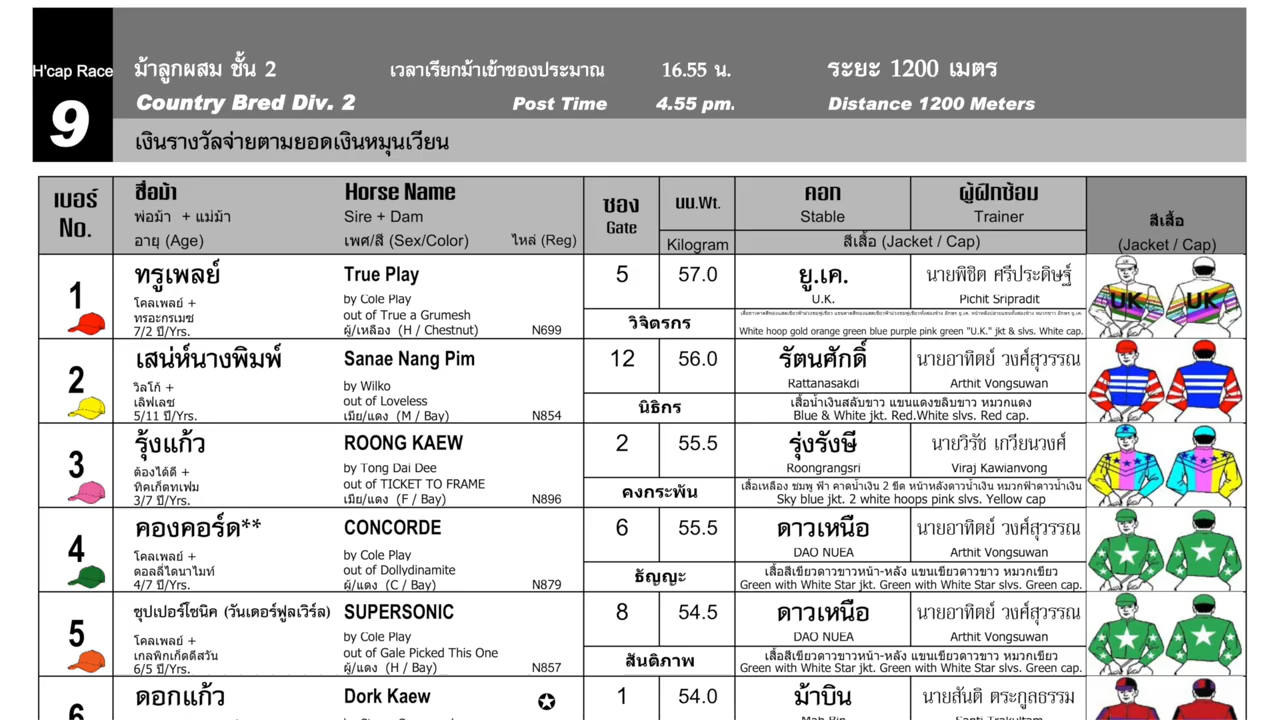 H'cap Race
9
ม้าลูกผสม ชั้น 2 เวลาเรียกม้าเข้าซองประมาณ 16.55 น. ระยะ 1200 เมตร
Country Bred Div. 2 Post Time 4.55 pm. Distance 1200 Meters
เงินรางวัลจ่ายตามยอดเงินหมุนเวียน
เบอร์ No.
ชื่อม้า Horse Name
พ่อม้า + แม่ม้า Sire + Dam
อายุ (Age) เพศ/สี (Sex/Color) ไหล่ (Reg)
ซอง Gate
นน.Wt.
Kilogram
คอก Stable
ผู้ฝึกซ้อม Trainer
สีเสื้อ (Jacket / Cap)
สีเสื้อ
(Jacket / Cap)
1 ทรูเพลย์ True Play 5 57.0 ยู.เค. นายพิชิต ศรีประดิษฐ์
โคลเพลย์ + by Cole Play U.K. Pichit Sripradit
ทรอะกรเมซ out of True a Grumesh วิจิตรกร
7/2 ปี/Yrs. ผู้/เหลือง (H / Chestnut) N699 White hoop gold orange green blue purple pink green "U.K." jkt & slvs. White cap.
UK UK
2 เสน่ห์นางพิมพ์ Sanae Nang Pim 12 56.0 รัตนศักดิ์ นายอาทิตย์ วงศ์สุวรรณ
วิลโก้ + by Wilko Rattanasakdi Arthit Vongsuwan
เลิฟเลซ out of Loveless นิธิกร เสื้อน้ำเงินสลับขาว แขนแดงขลิบขาว หมวกแดง
5/11 ปี/Yrs. เมีย/แดง (M / Bay) N854 Blue & White jkt. Red.White slvs. Red cap.
3 รุ้งแก้ว ROONG KAEW 2 55.5 รุ่งรังษี นายวิรัช เกวียนวงศ์
ต้องได้ดี + by Tong Dai Dee Roongrangsri Viraj Kawianvong
ทิคเก็ตทูเฟม out of TICKET TO FRAME คงกระพัน เสื้อเหลือง ชมพู ฟ้า คาดน้ำเงิน 2 ขีด หน้าหลังดาวน้ำเงิน หมวกฟ้าดาวน้ำเงิน
3/7 ปี/Yrs. เมีย/แดง (F / Bay) N896 Sky blue jkt. 2 white hoops pink slvs. Yellow cap
4 คองคอร์ด** CONCORDE 6 55.5 ดาวเหนือ นายอาทิตย์ วงศ์สุวรรณ
โคลเพลย์ + by Cole Play DAO NUEA Arthit Vongsuwan
ดอลลี่ไดนาไมท์ out of Dollydinamite ธัญญะ เสื้อสีเขียวดาวขาวหน้า-หลัง แขนเขียวดาวขาว หมวกเขียว
4/7 ปี/Yrs. ผู้/แดง (C / Bay) N879 Green with White Star jkt. Green with White Star slvs. Green cap.
5 ซุปเปอร์โซนิค (วันเดอร์ฟูลเวิร์ล) SUPERSONIC 8 54.5 ดาวเหนือ นายอาทิตย์ วงศ์สุวรรณ
โคลเพลย์ + by Cole Play DAO NUEA Arthit Vongsuwan
เกลพิกเก็ดดีสวัน out of Gale Picked This One สันติภาพ เสื้อสีเขียวดาวขาวหน้า-หลัง แขนเขียวดาวขาว หมวกเขียว
6/5 ปี/Yrs. ผู้/แดง (H / Bay) N857 Green with White Star jkt. Green with White Star slvs. Green cap.
6 ดอกแก้ว Dork Kaew 1 54.0 ม้าบิน นายสันติ ตระกูลธรรม